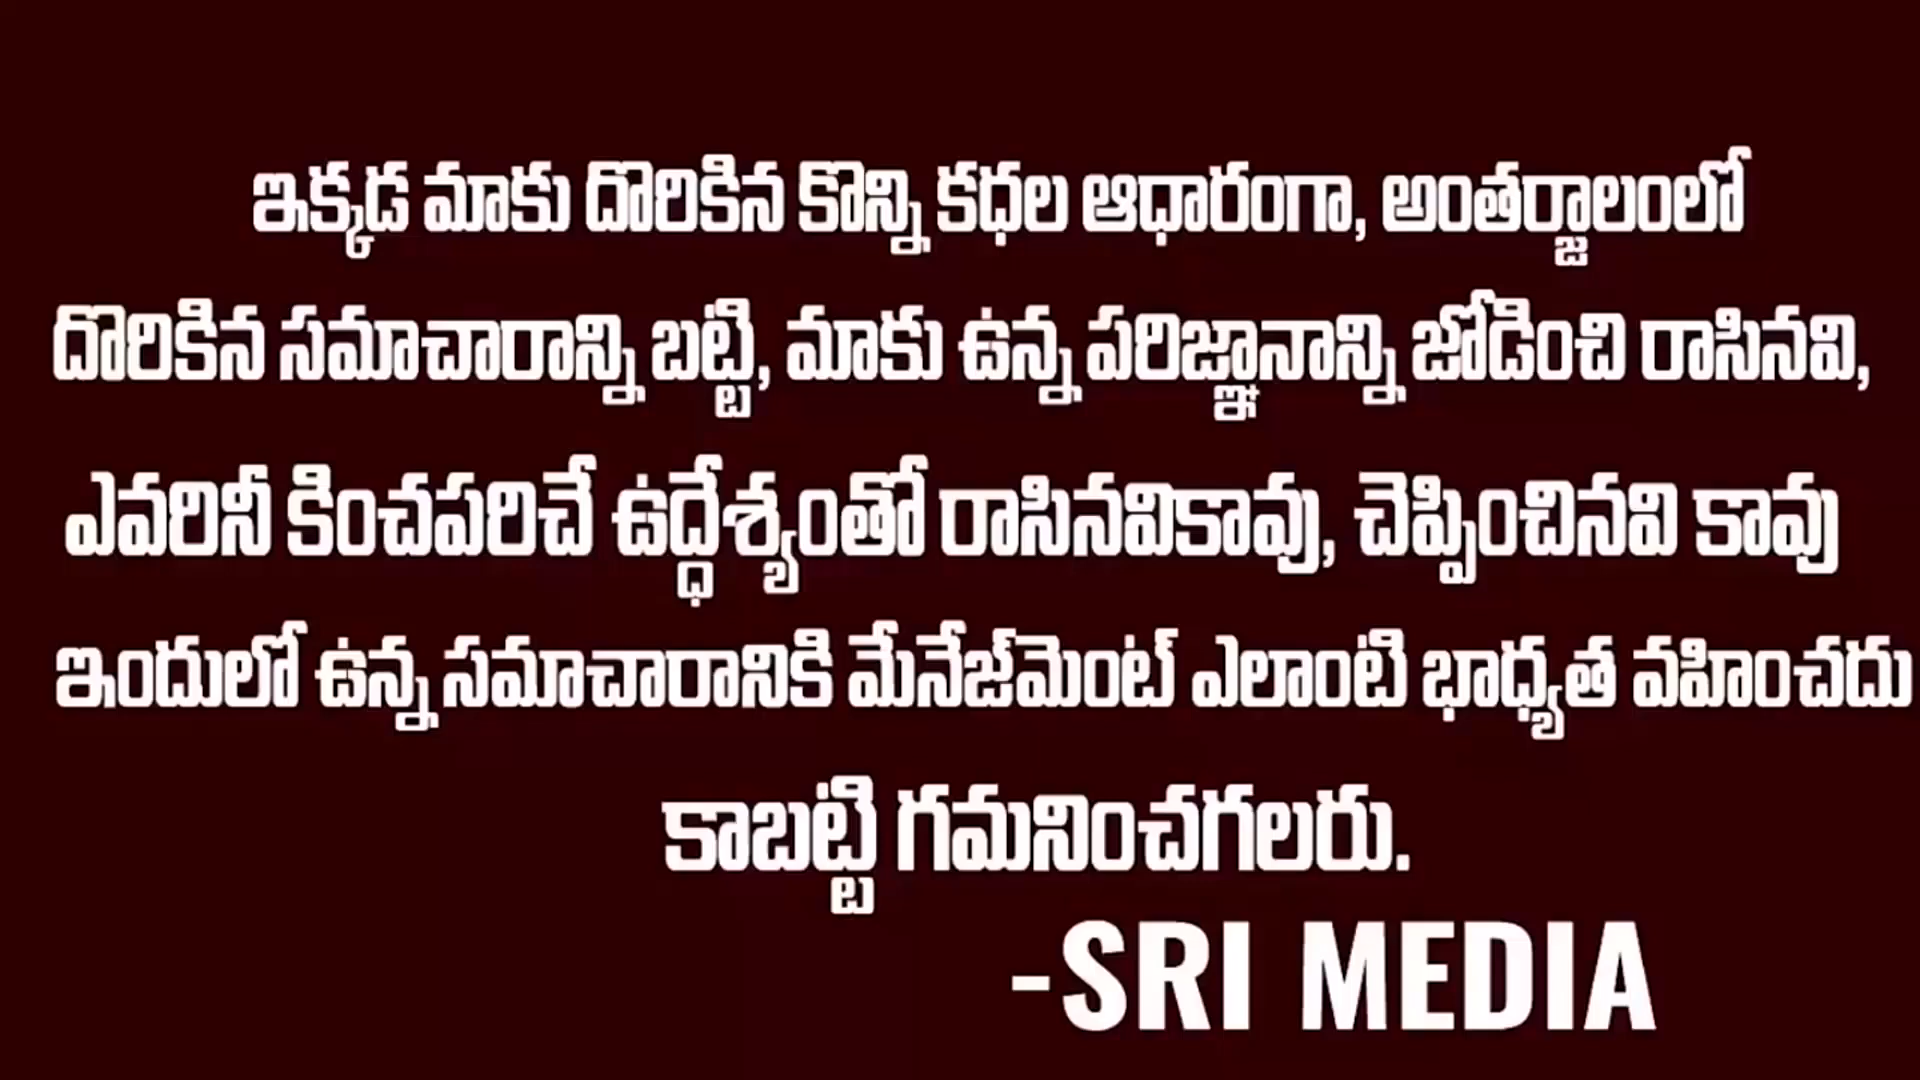 ఇక్కడ మాకు దొరికిన కొన్ని కధల ఆధారంగా, అంతర్జాలంలో
దొరికిన సమాచారాన్ని బట్టి, మాకు ఉన్న పరిజ్ఞానాన్ని జోడించి రాసినవి,
ఎవరినీ కించపరిచే ఉద్ధేశ్యంతో రాసినవికావు, చెప్పించినవి కావు
ఇందులో ఉన్న సమాచారానికి మేనేజ్‌మెంట్ ఎలాంటి భాధ్యత వహించదు
కాబట్టి గమనించగలరు.
-SRI MEDIA